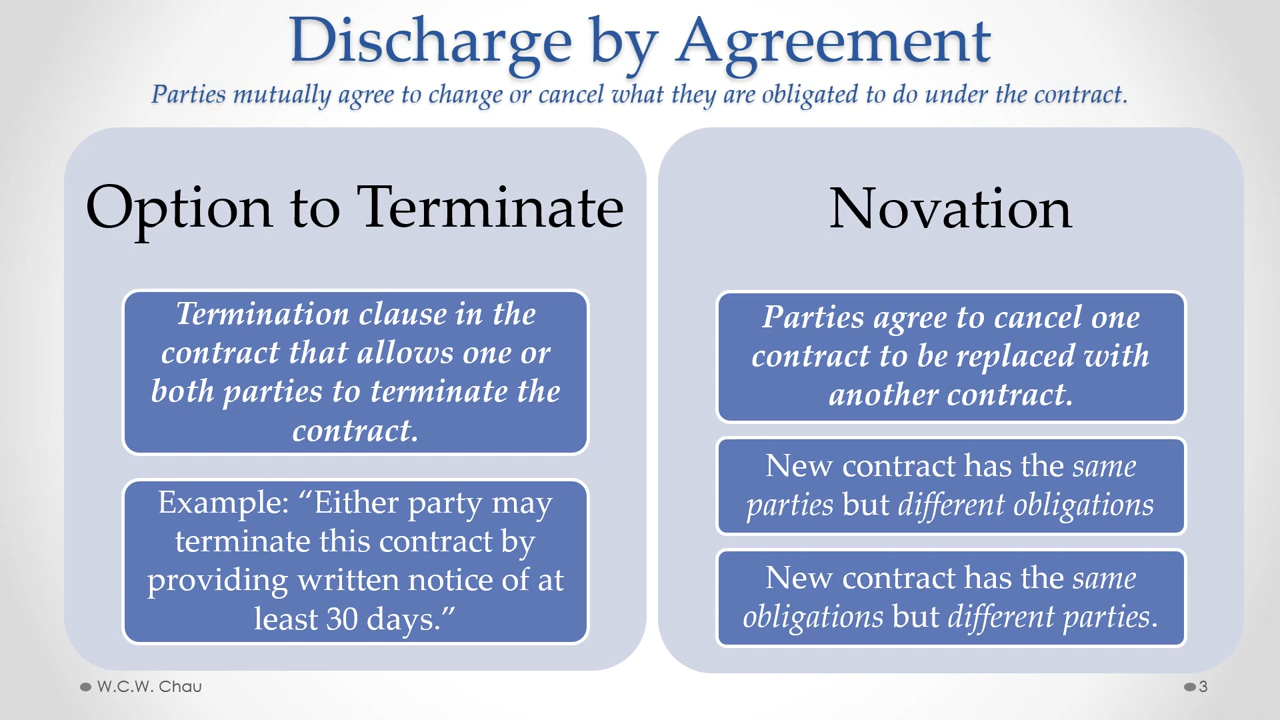 Discharge by Agreement
Parties mutually agree to change or cancel what they are obligated to do under the contract.
Option to Terminate
Termination clause in the
contract that allows one or
both parties to terminate the
contract.
Example: “Either party may
terminate this contract by
providing written notice of at
least 30 days.”
Novation
Parties agree to cancel one
contract to be replaced with
another contract.
New contract has the same
parties but different obligations
New contract has the same
obligations but different parties.
W.C.W. Chau
3